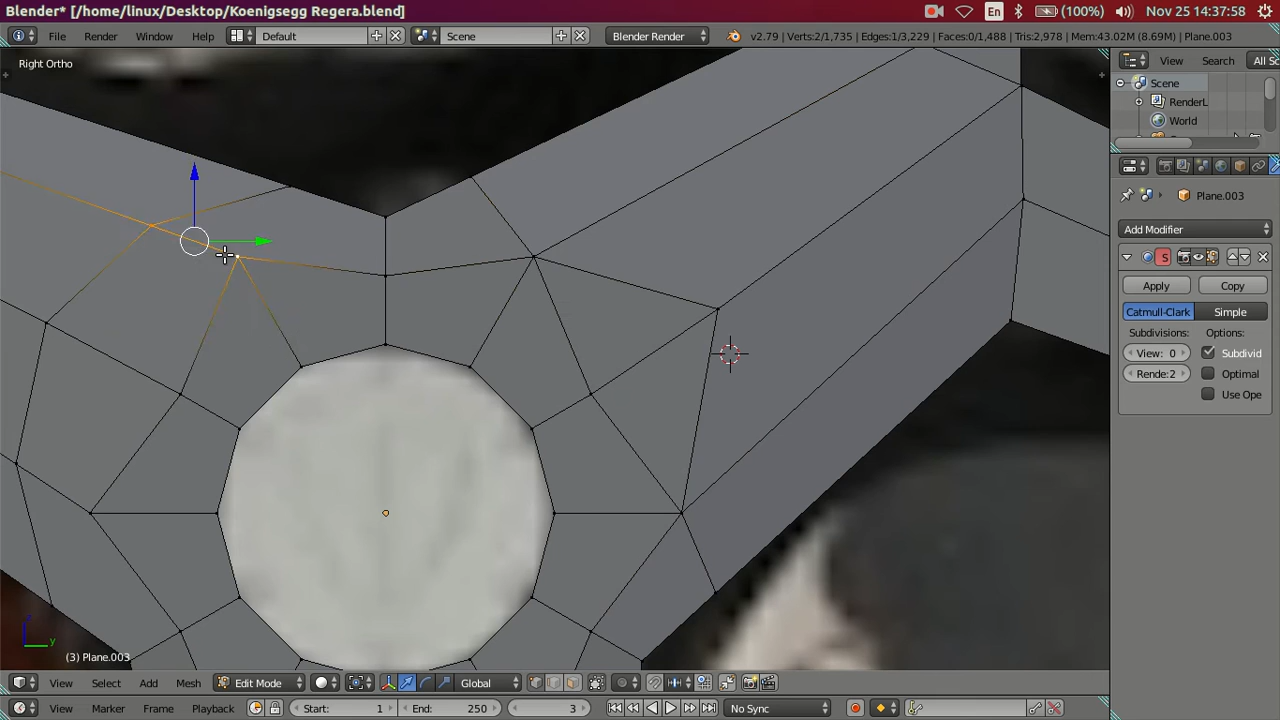 Blender* [/home/linux/Desktop/Koenigsegg Regera.blend]
En (100%) Nov 25 14:37:58
File Render Window Help Default Scene Blender Render v2.79 | Verts:2/1,735 | Edges:1/3,229 | Faces:0/1,488 | Tris:2,978 | Mem:43.02M (8.69M) | Plane.003
Right Ortho
View Search All Sc
Scene
RenderL
World
Plane.003
Add Modifier
S
Apply Copy
Catmull-Clark Simple
Subdivisions: Options:
View: 0 Subdivid
Rende:2 Optimal
Use Ope
z
y
(3) Plane.003
View Select Add Mesh Edit Mode Global
View Marker Frame Playback Start: 1 End: 250 3 No Sync